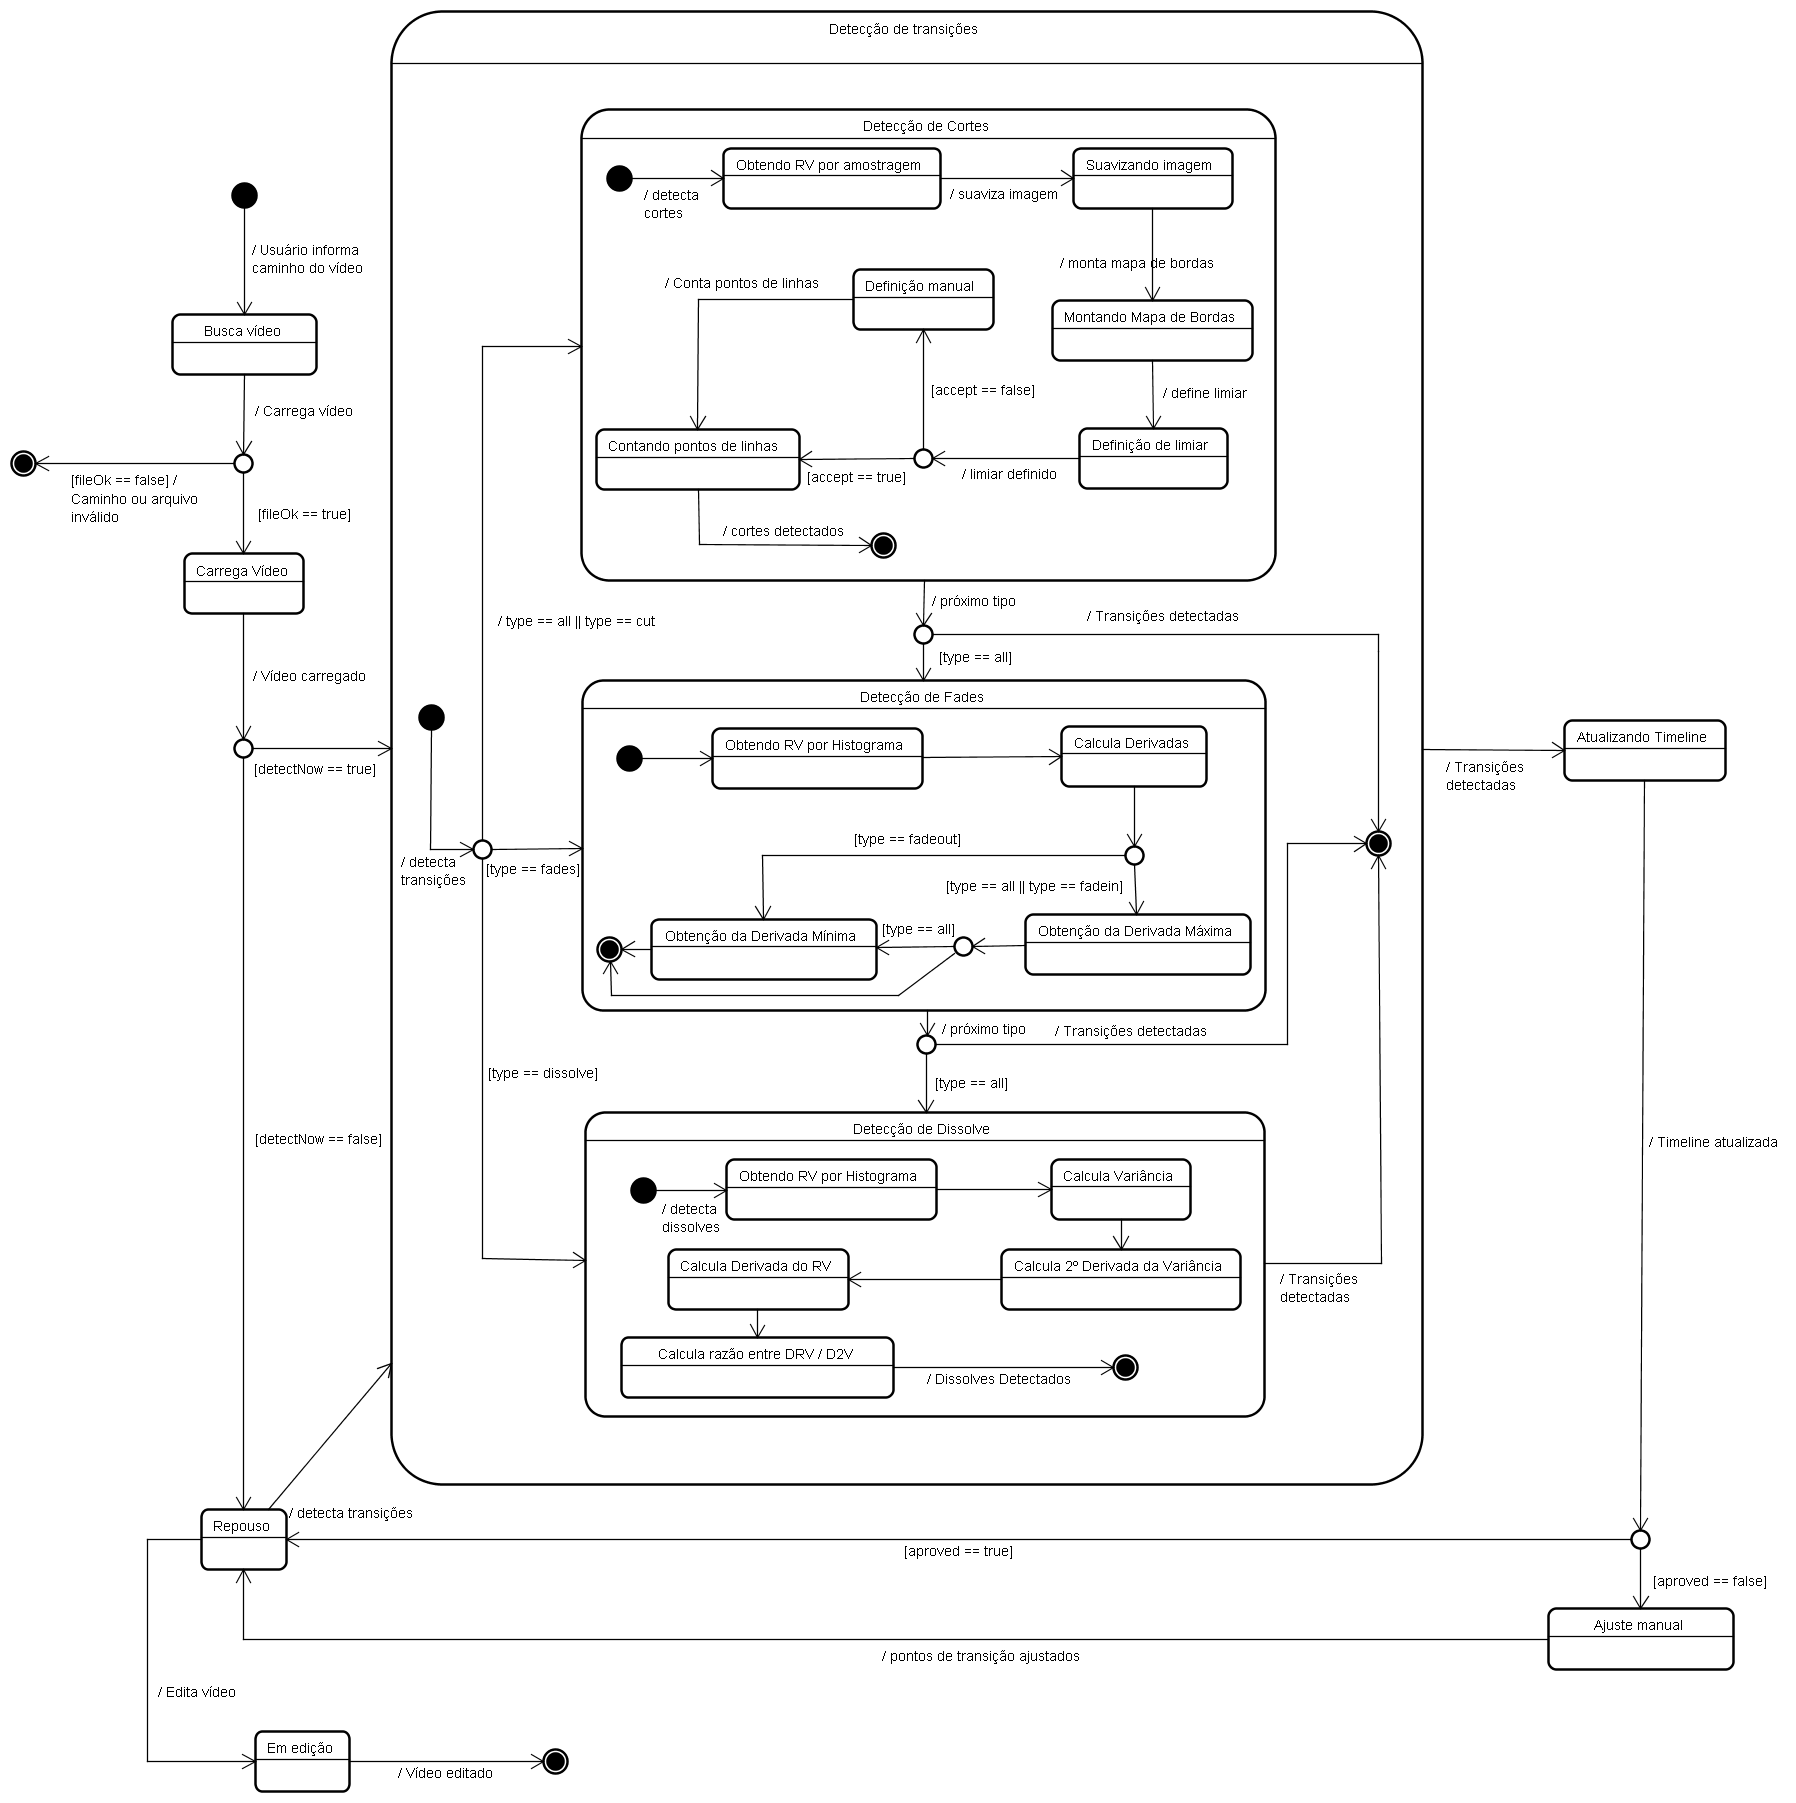 Detecção de transições
Detecção de Cortes
Obtendo RV por amostragem
Suavizando imagem
/ detecta
cortes
/ suaviza imagem
/ Usuário informa
caminho do vídeo
/ monta mapa de bordas
/ Conta pontos de linhas
Definição manual
Montando Mapa de Bordas
Busca vídeo
[accept == false]
/ define limiar
/ Carrega vídeo
Contando pontos de linhas
Definição de limiar
[accept == true]
/ limiar definido
[fileOk == false] /
Caminho ou arquivo
inválido
[fileOk == true]
/ cortes detectados
Carrega Vídeo
/ próximo tipo
/ Transições detectadas
/ type == all || type == cut
[type == all]
/ Vídeo carregado
Detecção de Fades
Obtendo RV por Histograma
Calcula Derivadas
Atualizando Timeline
[detectNow == true]
/ Transições
detectadas
[type == fadeout]
/ detecta
transições
[type == fades]
[type == all || type == fadein]
Obtenção da Derivada Mínima
[type == all]
Obtenção da Derivada Máxima
/ próximo tipo
/ Transições detectadas
[type == dissolve]
[type == all]
Detecção de Dissolve
[detectNow == false]
/ Timeline atualizada
Obtendo RV por Histograma
Calcula Variância
/ detecta
dissolves
Calcula Derivada do RV
Calcula 2º Derivada da Variância
/ Transições
detectadas
Calcula razão entre DRV / D2V
/ Dissolves Detectados
/ detecta transições
Repouso
[aproved == true]
[aproved == false]
Ajuste manual
/ pontos de transição ajustados
/ Edita vídeo
Em edição
/ Vídeo editado